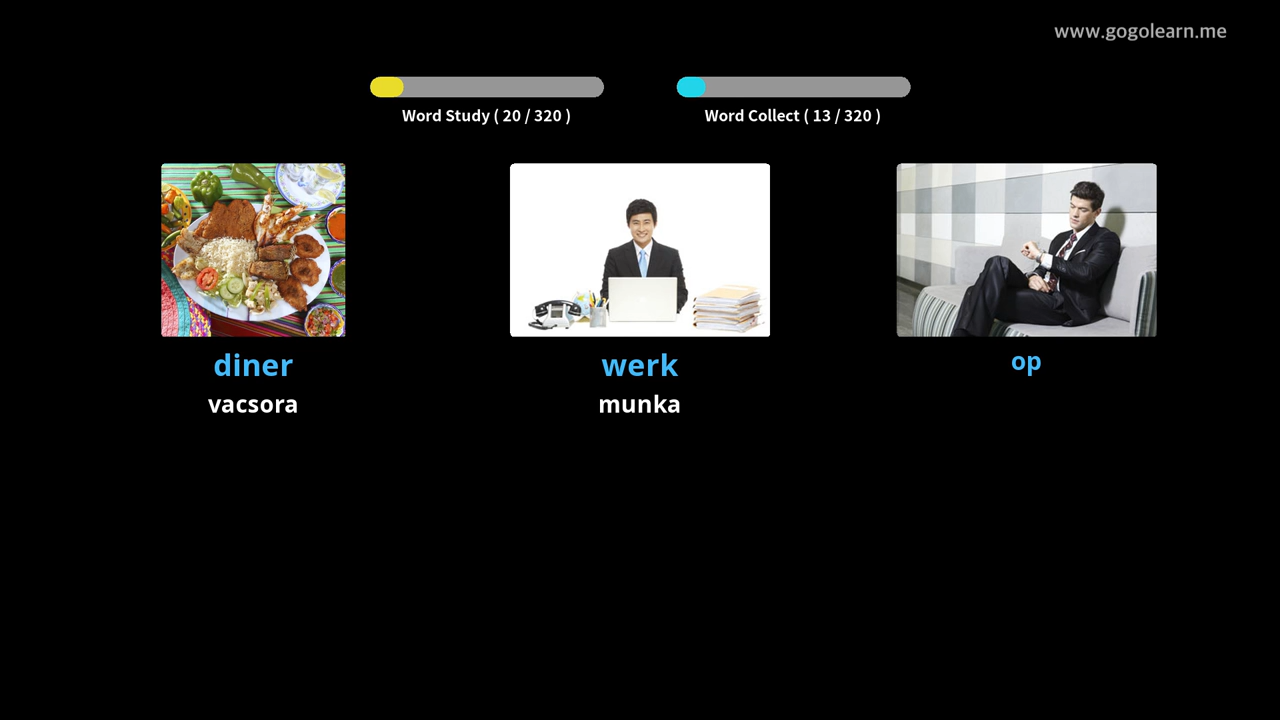 www.gogolearn.me
Word Study ( 20 / 320 )
Word Collect ( 13 / 320 )
diner
vacsora
werk
munka
op